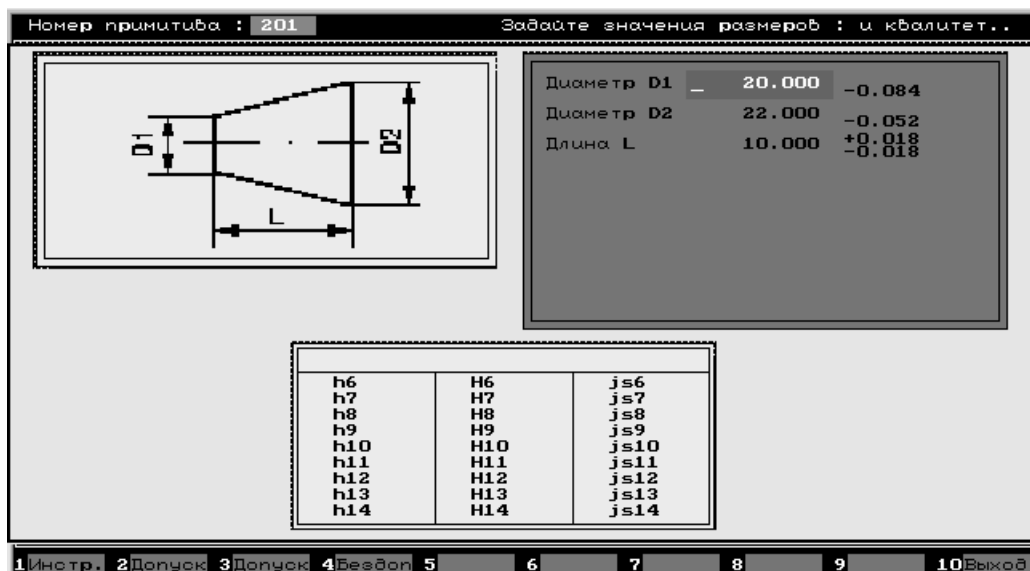 Номер примитива : 201 Задайте значения размеров : и квалитет..
D1
D2
L
Диаметр D1 _ 20.000 -0.084
Диаметр D2 22.000 -0.052
Длина L 10.000 +0.018
-0.018
h6 H6 js6
h7 H7 js7
h8 H8 js8
h9 H9 js9
h10 H10 js10
h11 H11 js11
h12 H12 js12
h13 H13 js13
h14 H14 js14
1Инстр. 2Допуск 3Допуск 4Бездоп 5 6 7 8 9 10Выход